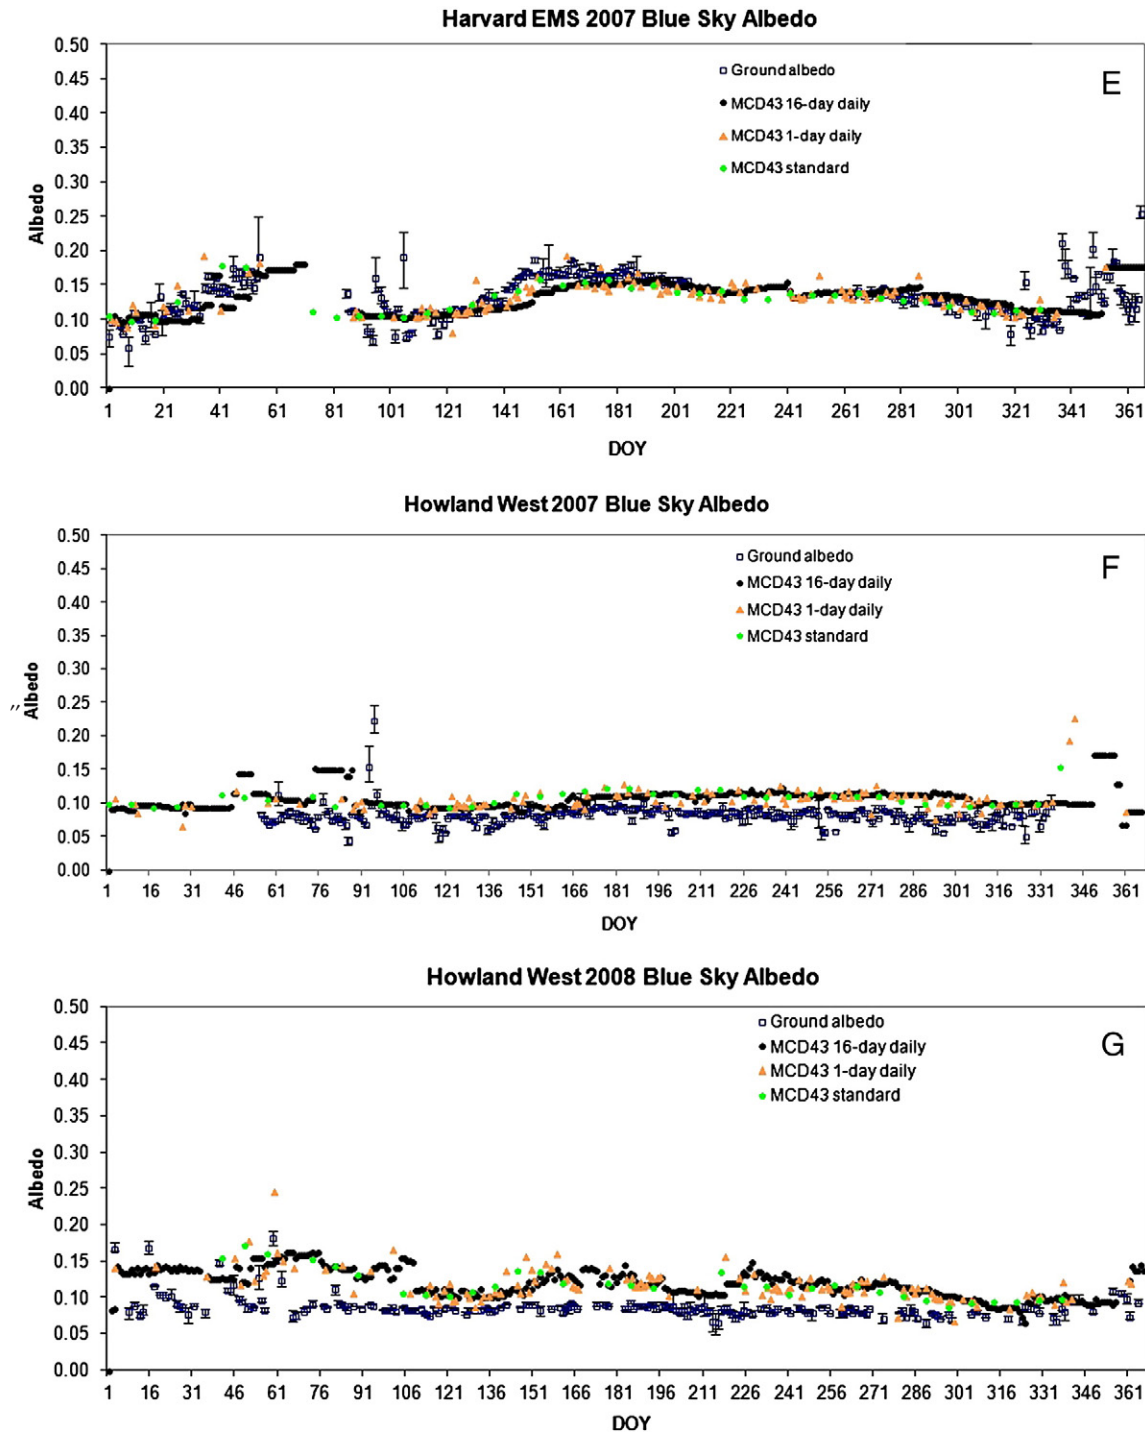 Harvard EMS 2007 Blue Sky Albedo
E
Ground albedo
MCD43 16-day daily
MCD43 1-day daily
MCD43 standard
Albedo
0.50
0.45
0.40
0.35
0.30
0.25
0.20
0.15
0.10
0.05
0.00
1 21 41 61 81 101 121 141 161 181 201 221 241 261 281 301 321 341 361
DOY
Howland West 2007 Blue Sky Albedo
F
Ground albedo
MCD43 16-day daily
MCD43 1-day daily
MCD43 standard
" Albedo
0.50
0.45
0.40
0.35
0.30
0.25
0.20
0.15
0.10
0.05
0.00
1 16 31 46 61 76 91 106 121 136 151 166 181 196 211 226 241 256 271 286 301 316 331 346 361
DOY
Howland West 2008 Blue Sky Albedo
G
Ground albedo
MCD43 16-day daily
MCD43 1-day daily
MCD43 standard
Albedo
0.50
0.45
0.40
0.35
0.30
0.25
0.20
0.15
0.10
0.05
0.00
1 16 31 46 61 76 91 106 121 136 151 166 181 196 211 226 241 256 271 286 301 316 331 346 361
DOY